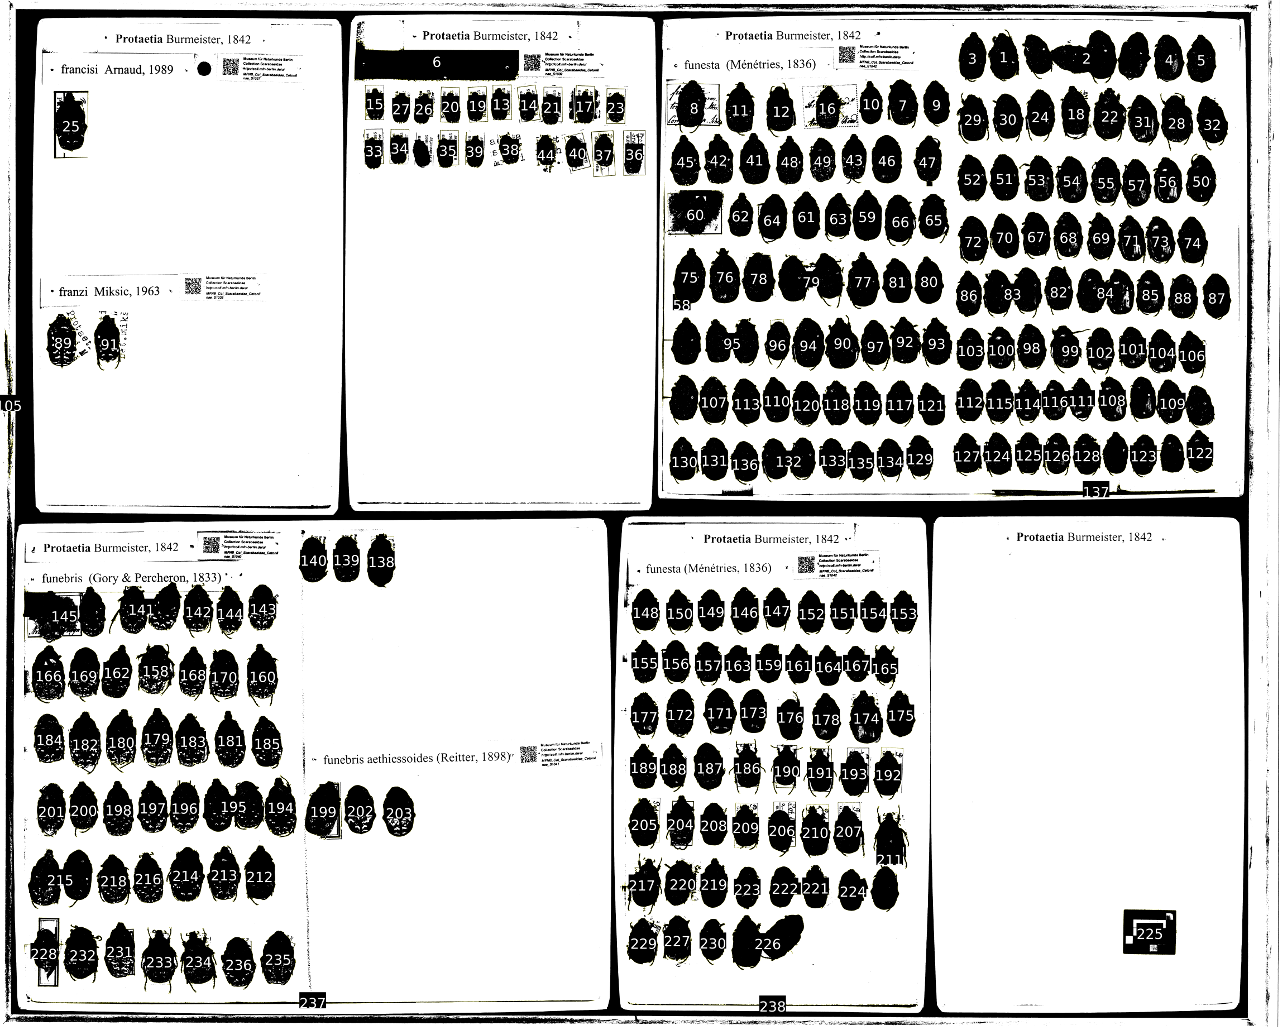 Protaetia Burmeister, 1842
francisi Arnaud, 1989
25
franzi Miksic, 1963
89 91
105
Protaetia Burmeister, 1842
6
15 27 26 20 19 13 14 21 17 23
33 34 35 39 38 44 40 37 36
Protaetia Burmeister, 1842
funesta (Ménétries, 1836)
3 1 2 4 5
8 11 12 16 10 7 9
29 30 24 18 22 31 28 32
45 42 41 48 49 43 46 47
52 51 53 54 55 57 56 50
60 62 64 61 63 59 66 65
72 70 67 68 69 71 73 74
75 76 78 79 77 81 80
58
86 83 82 84 85 88 87
95 96 94 90 97 92 93
103 100 98 99 102 101 104 106
107 113 110 120 118 119 117 121
112 115 114 116 111 108 109
130 131 136 132 133 135 134 129
127 124 125 126 128 123 122
137
Protaetia Burmeister, 1842
funebris (Gory & Percheron, 1833)
140 139 138
145 141 142 144 143
166 169 162 158 168 170 160
184 182 180 179 183 181 185
funebris aethiessoides (Reitter, 1898)
201 200 198 197 196 195 194
199 202 203
215 218 216 214 213 212
228 232 231 233 234 236 235
237
Protaetia Burmeister, 1842
funesta (Ménétries, 1836)
148 150 149 146 147 152 151 154 153
155 156 157 163 159 161 164 167 165
177 172 171 173 176 178 174 175
189 188 187 186 190 191 193 192
205 204 208 209 206 210 207 211
217 220 219 223 222 221 224
229 227 230 226
238
Protaetia Burmeister, 1842
225